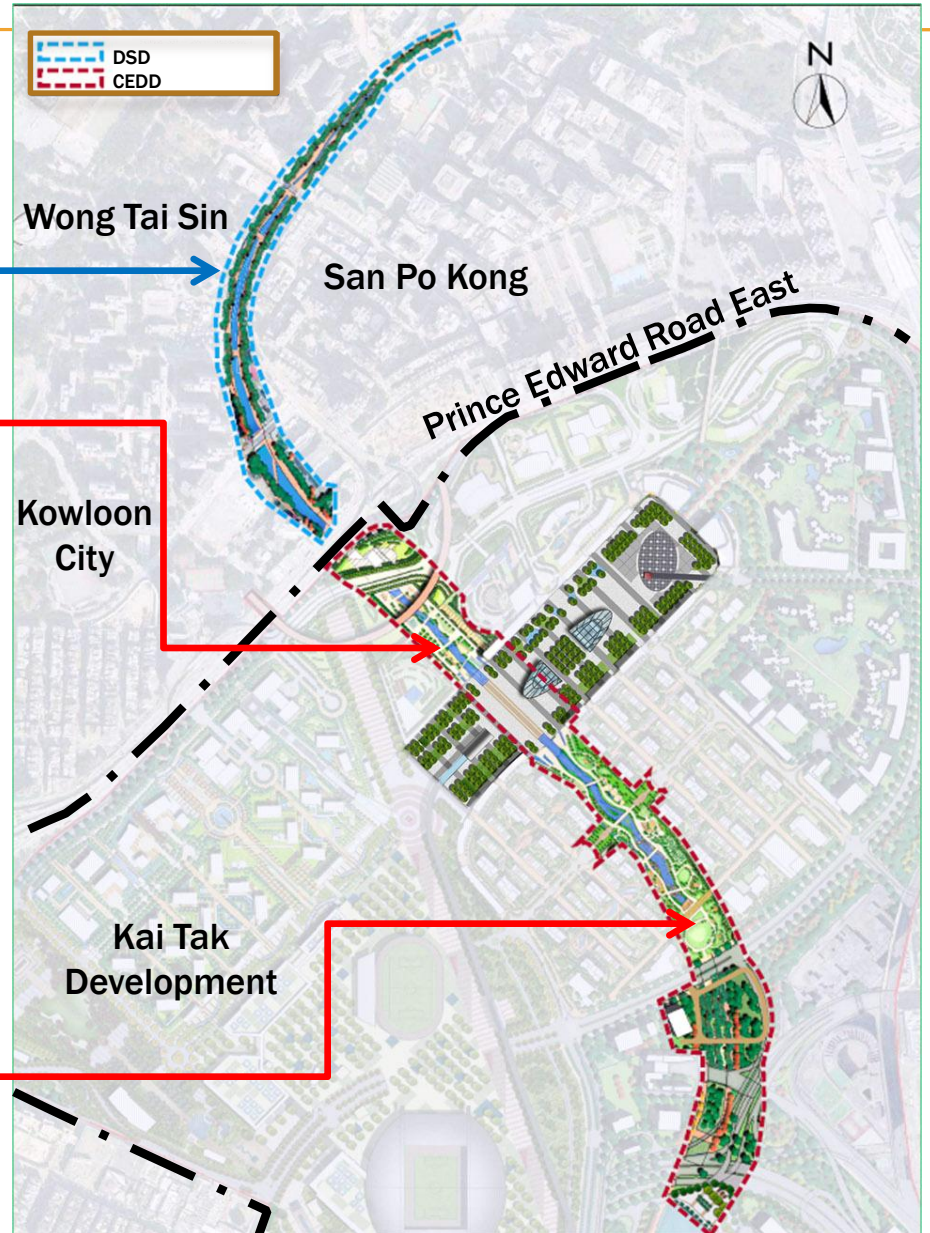 DSD
CEDD
N
Wong Tai Sin
San Po Kong
Prince Edward Road East
Kowloon
City
Kai Tak
Development